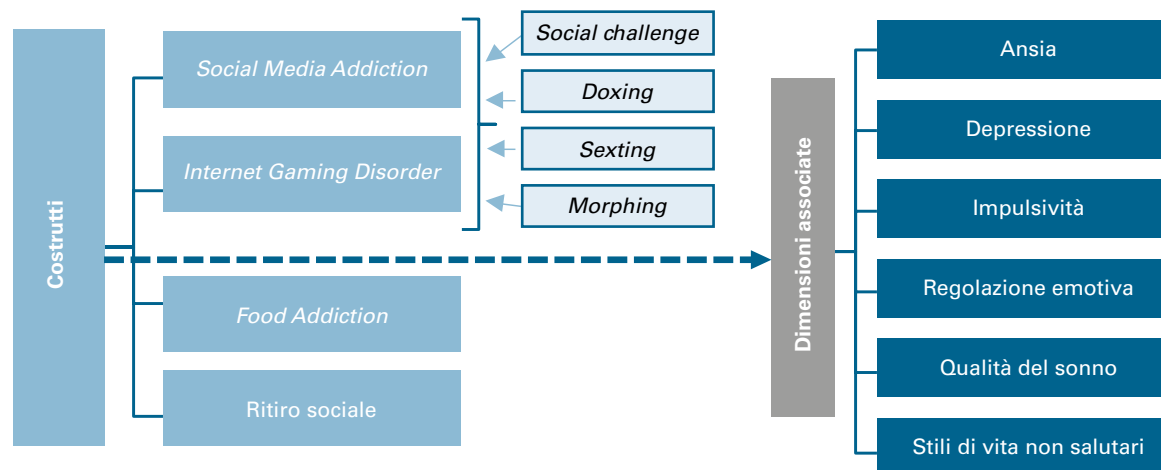 Costrutti
Social Media Addiction
Internet Gaming Disorder
Food Addiction
Ritiro sociale
Social challenge
Doxing
Sexting
Morphing
Dimensioni associate
Ansia
Depressione
Impulsività
Regolazione emotiva
Qualità del sonno
Stili di vita non salutari